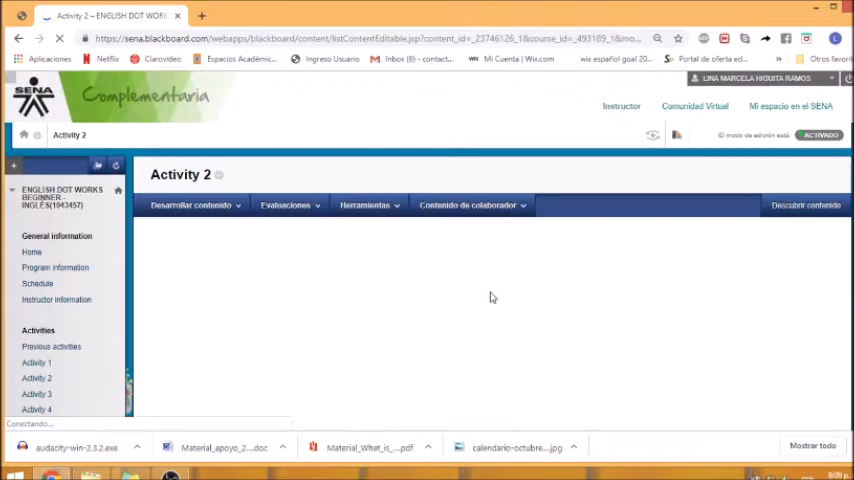 Activity 2 – ENGLISH DOT WORK
https://sena.blackboard.com/webapps/blackboard/content/listContentEditable.jsp?content_id=_23746126_1&course_id=_493189_1&mo...
Aplicaciones
Netflix
Clarovideo
Espacios Académic...
Ingreso Usuario
Inbox - contact...
WIX
Mi Cuenta | Wix.com
wix español goal 20...
Portal de oferta ed...
»
Otros favori
SENA
Complementaria
LINA MARCELA HIGUITA RAMOS
Instructor
Comunidad Virtual
Mi espacio en el SENA
Activity 2
El modo de edición está:
ACTIVADO
Activity 2
ENGLISH DOT WORKS
BEGINNER -
INGLES(1943457)
Desarrollar contenido
Evaluaciones
Herramientas
Contenido de colaborador
Descubrir contenido
General information
Home
Program information
Schedule
Instructor information
Activities
Previous activities
Activity 1
Activity 2
Activity 3
Activity 4
Conectando...
audacity-win-2.3.2.exe
Material_apoyo_2....doc
Material_What_is_....pdf
calendario-octubre....jpg
Mostrar todo
8:09 p.